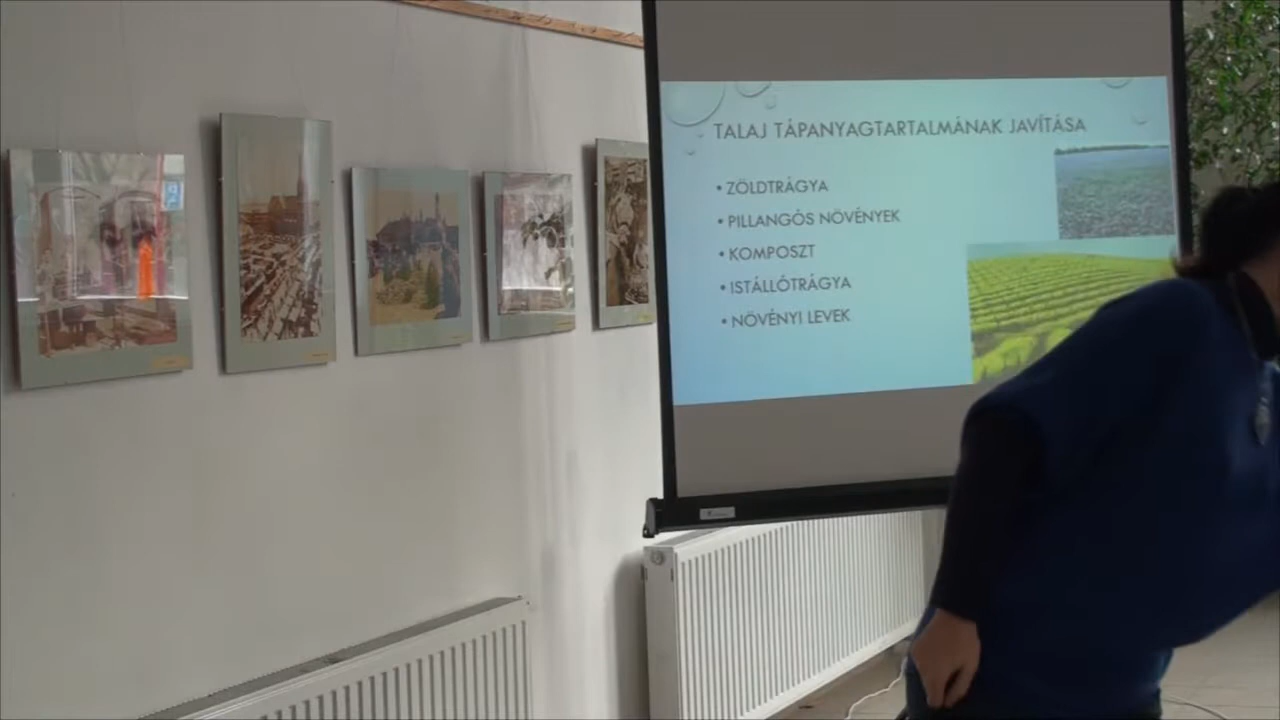 TALAJ TÁPANYAGTARTALMÁNAK JAVÍTÁSA
• ZÖLDTRÁGYA
• PILLANGÓS NÖVÉNYEK
• KOMPOSZT
• ISTÁLLÓTRÁGYA
• NÖVÉNYI LEVEK